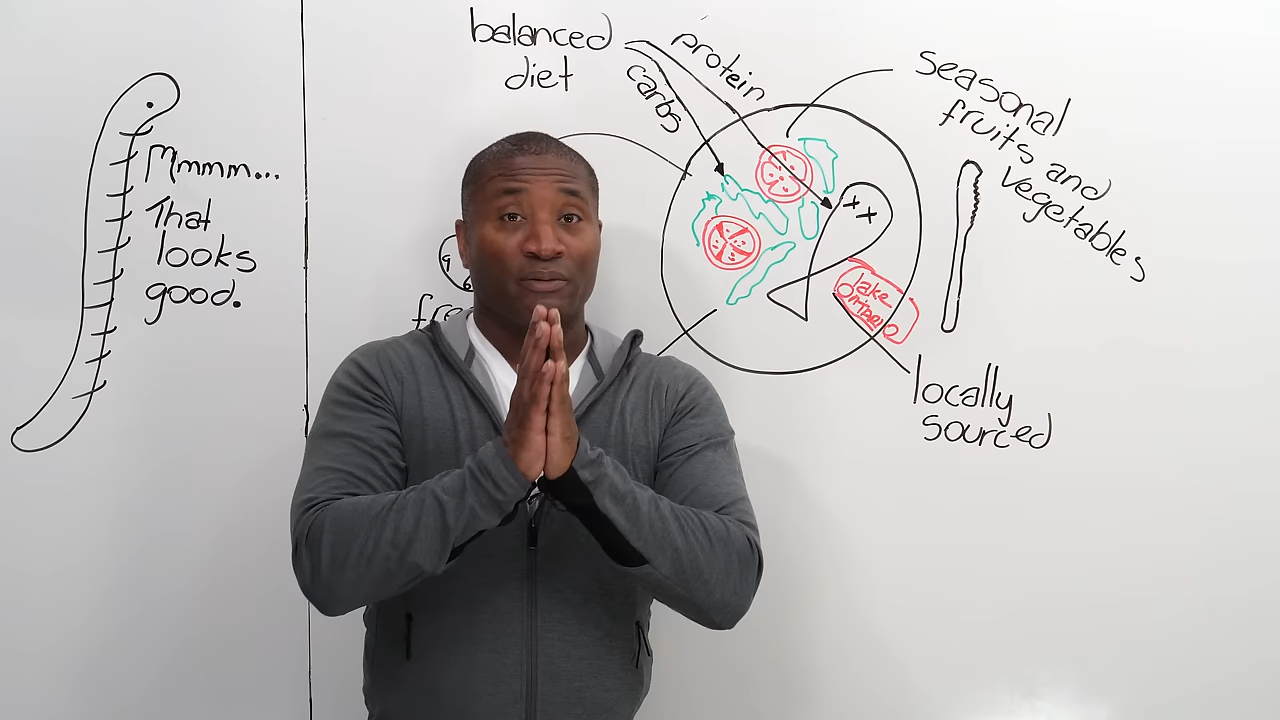 Mmmm...
That
looks
good.
balanced
diet
protein
carbs
seasonal
fruits and
vegetables
lake
ontario
locally
sourced